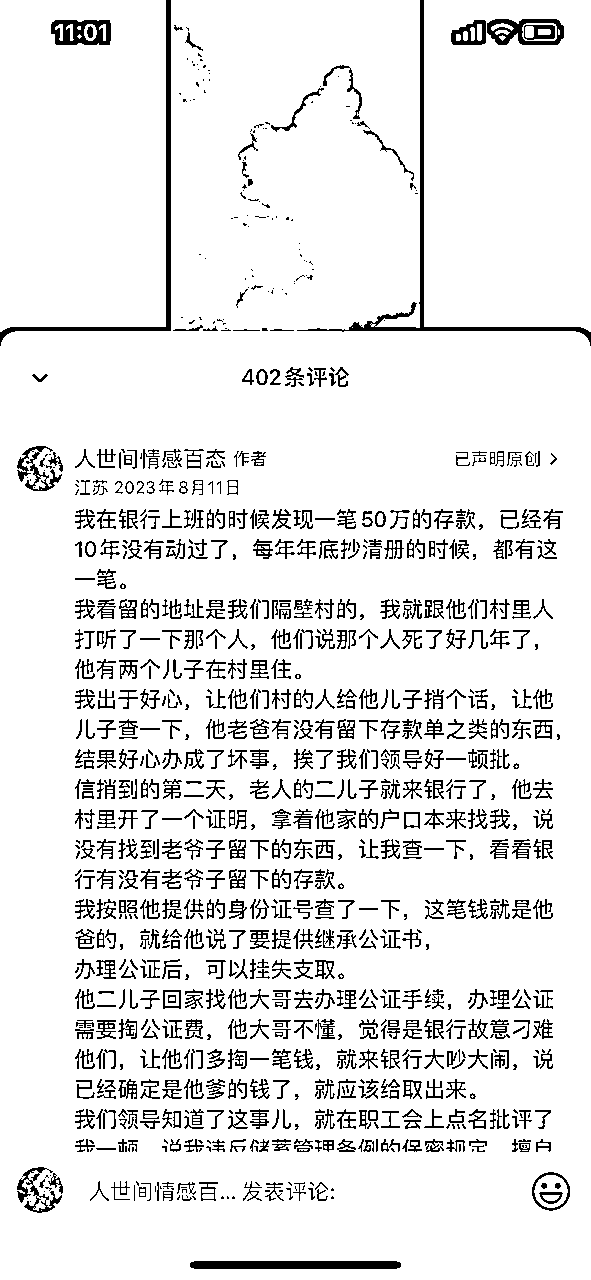 11:01
402条评论
人世间情感百态 作者
已声明原创
江苏 2023年8月11日
我在银行上班的时候发现一笔50万的存款，已经有
10年没有动过了，每年年底抄清册的时候，都有这
一笔。
我看留的地址是我们隔壁村的，我就跟他们村里人
打听了一下那个人，他们说那个人死了好几年了，
他有两个儿子在村里住。
我出于好心，让他们村的人给他儿子捎个话，让他
儿子查一下，他老爸有没有留下存款单之类的东西，
结果好心办成了坏事，挨了我们领导好一顿批。
信捎到的第二天，老人的二儿子就来银行了，他去
村里开了一个证明，拿着他家的户口本来找我，说
没有找到老爷子留下的东西，让我查一下，看看银
行有没有老爷子留下的存款。
我按照他提供的身份证号查了一下，这笔钱就是他
爸的，就给他说了要提供继承公证书，
办理公证后，可以挂失支取。
他二儿子回家找他大哥去办理公证手续，办理公证
需要掏公证费，他大哥不懂，觉得是银行故意刁难
他们，让他们多掏一笔钱，就来银行大吵大闹，说
已经确定是他爹的钱了，就应该给取出来。
我们领导知道了这事儿，就在职工会上点名批评了
我一顿，说我违反储蓄管理条例的保密规定，擅自
人世间情感百... 发表评论: